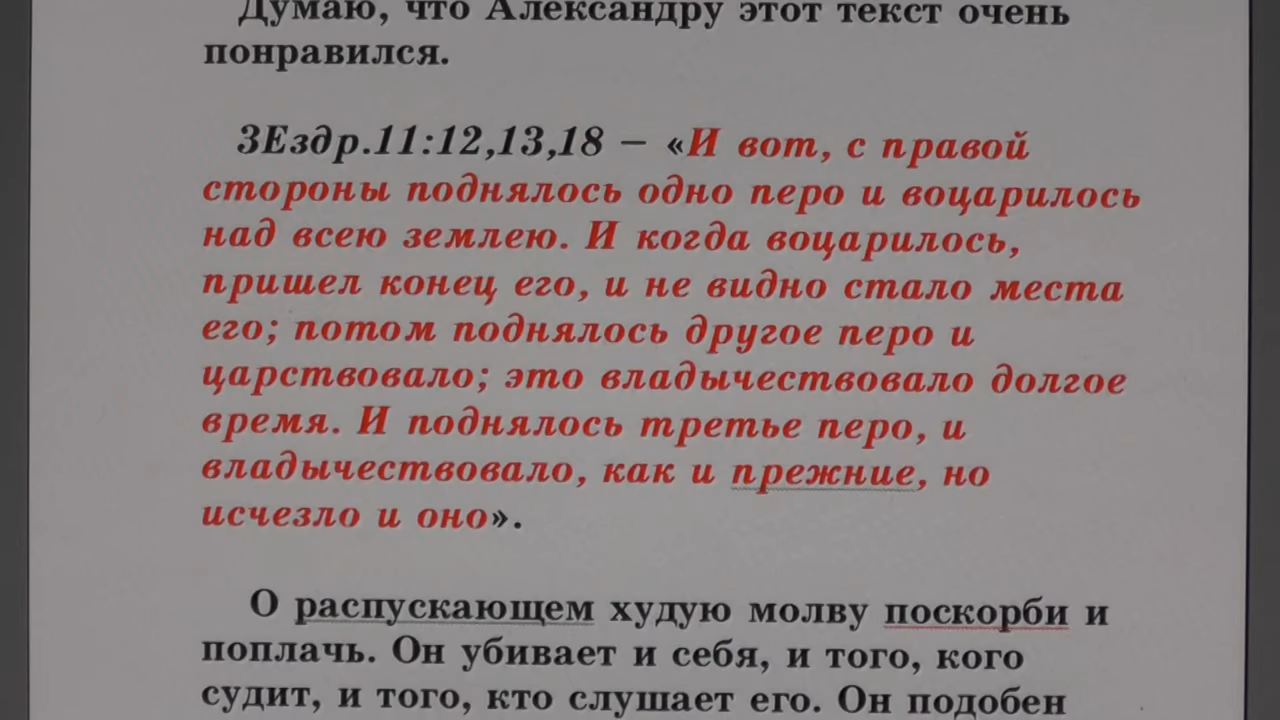 Думаю, что Александру этот текст очень
понравился.
3Ездр.11:12,13,18 – «И вот, с правой
стороны поднялось одно перо и воцарилось
над всею землею. И когда воцарилось,
пришел конец его, и не видно стало места
его; потом поднялось другое перо и
царствовало; это владычествовало долгое
время. И поднялось третье перо, и
владычествовало, как и прежние, но
исчезло и оно».
О распускающем худую молву поскорби и
поплачь. Он убивает и себя, и того, кого
судит, и того, кто слушает его. Он подобен